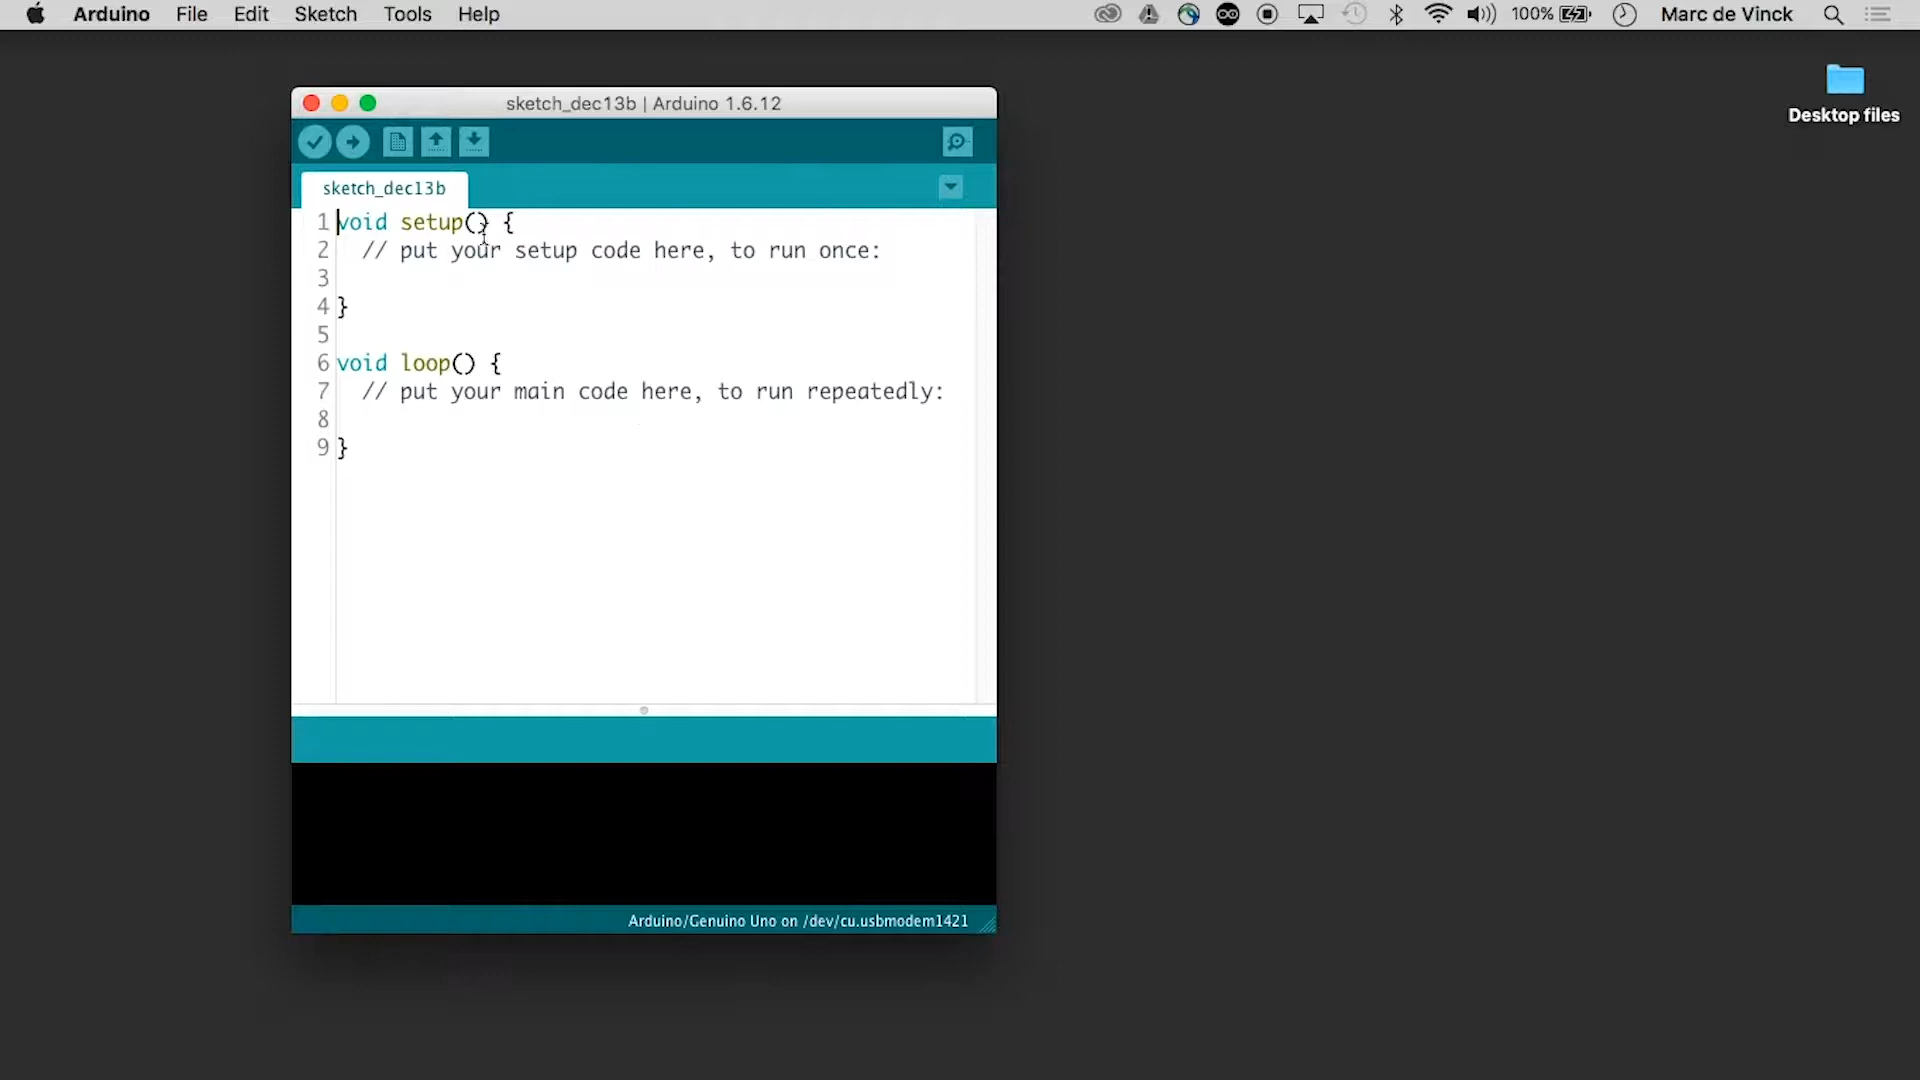 Arduino File Edit Sketch Tools Help 100% Marc de Vinck
Desktop files
sketch_dec13b | Arduino 1.6.12
sketch_dec13b
1 void setup() {
2   // put your setup code here, to run once:
3
4 }
5
6 void loop() {
7   // put your main code here, to run repeatedly:
8
9 }
Arduino/Genuino Uno on /dev/cu.usbmodem1421